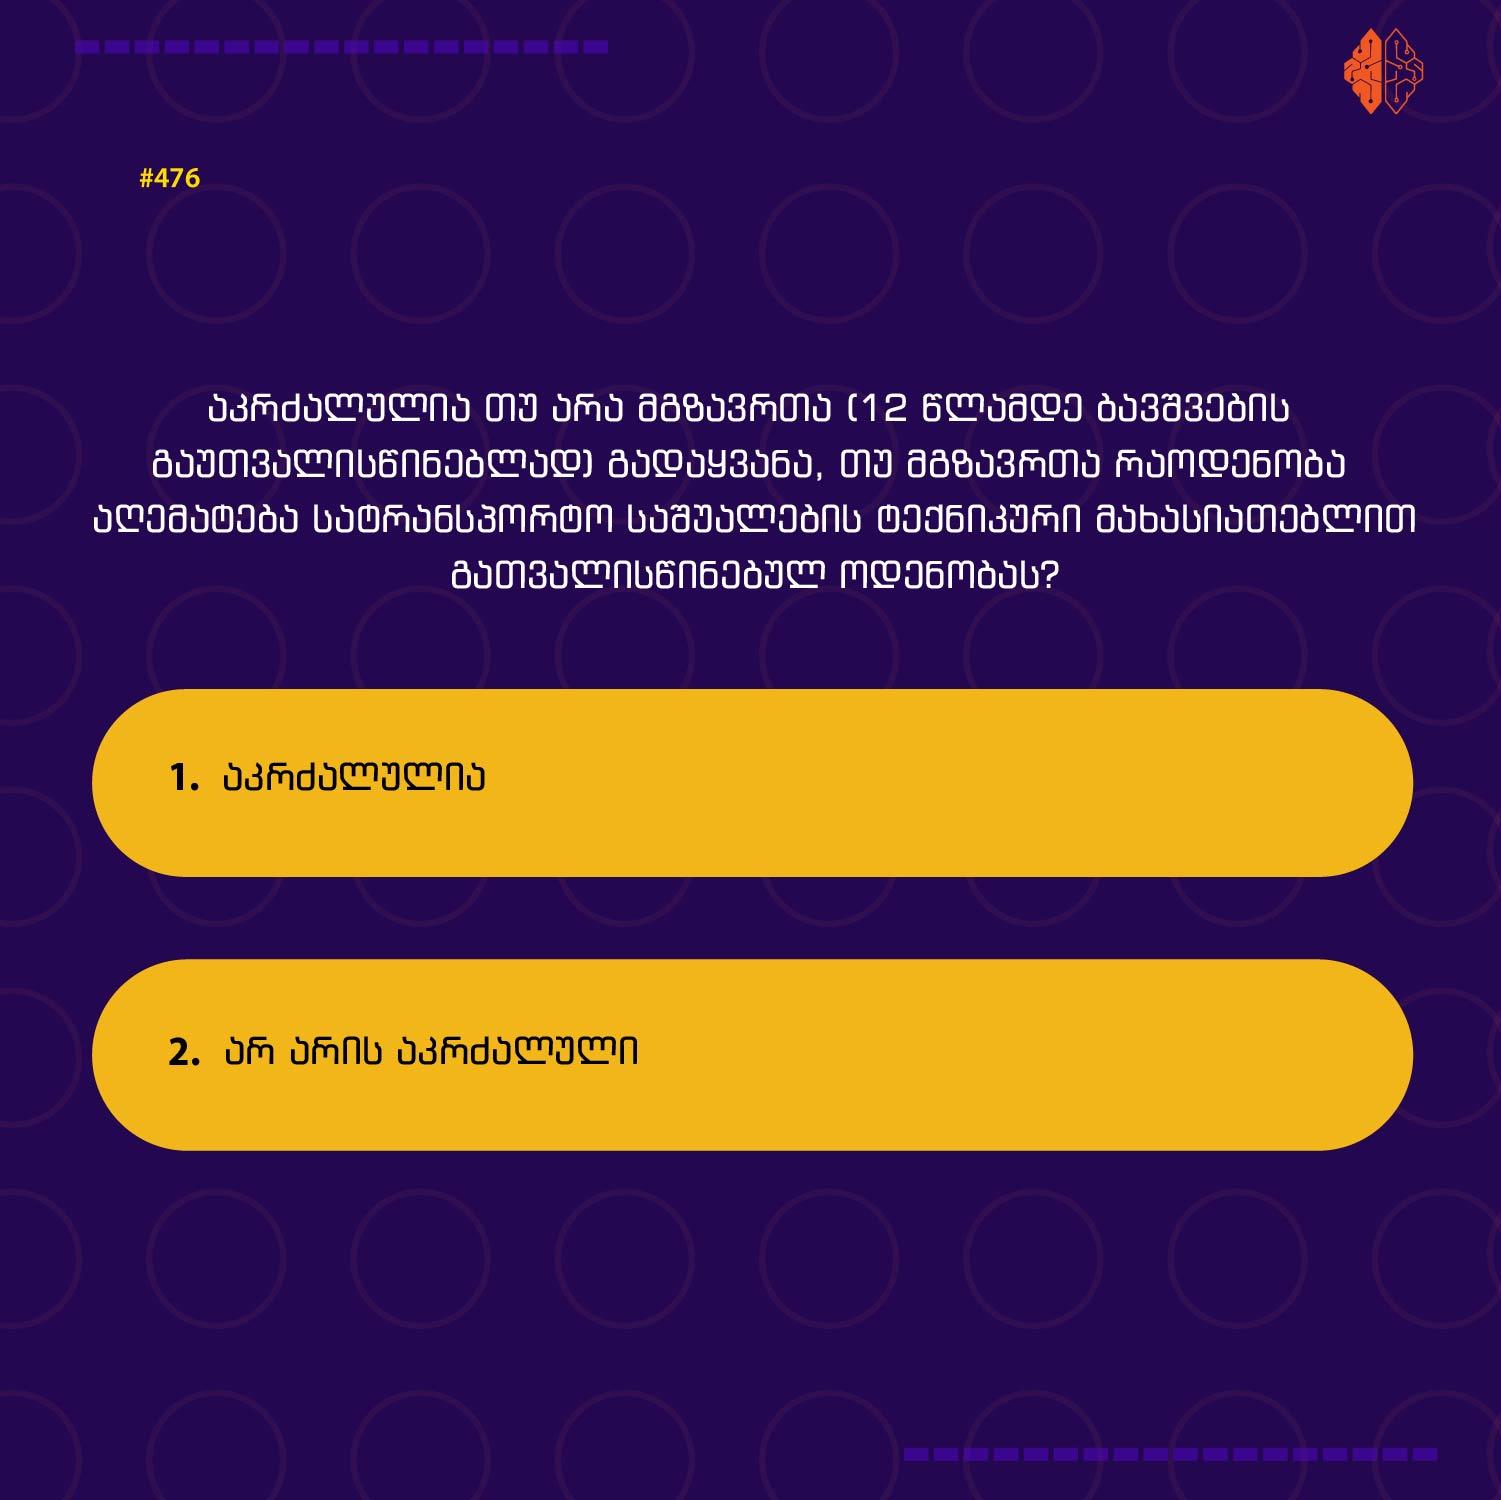 #476
აკრძალულია თუ არა მგზავრთა (12 წლამდე ბავშვების
გაუთვალისწინებლად) გადაყვანა, თუ მგზავრთა რაოდენობა
აღემატება სატრანსპორტო საშუალების ტექნიკური მახასიათებლით
გათვალისწინებულ ოდენობას?
1. აკრძალულია
2. არ არის აკრძალული